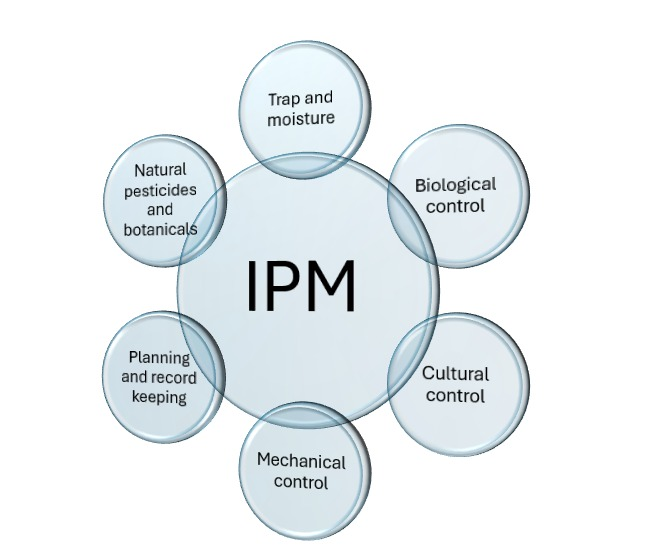 Trap and
moisture
Natural
pesticides
and
botanicals
Biological
control
IPM
Planning
and record
keeping
Cultural
control
Mechanical
control